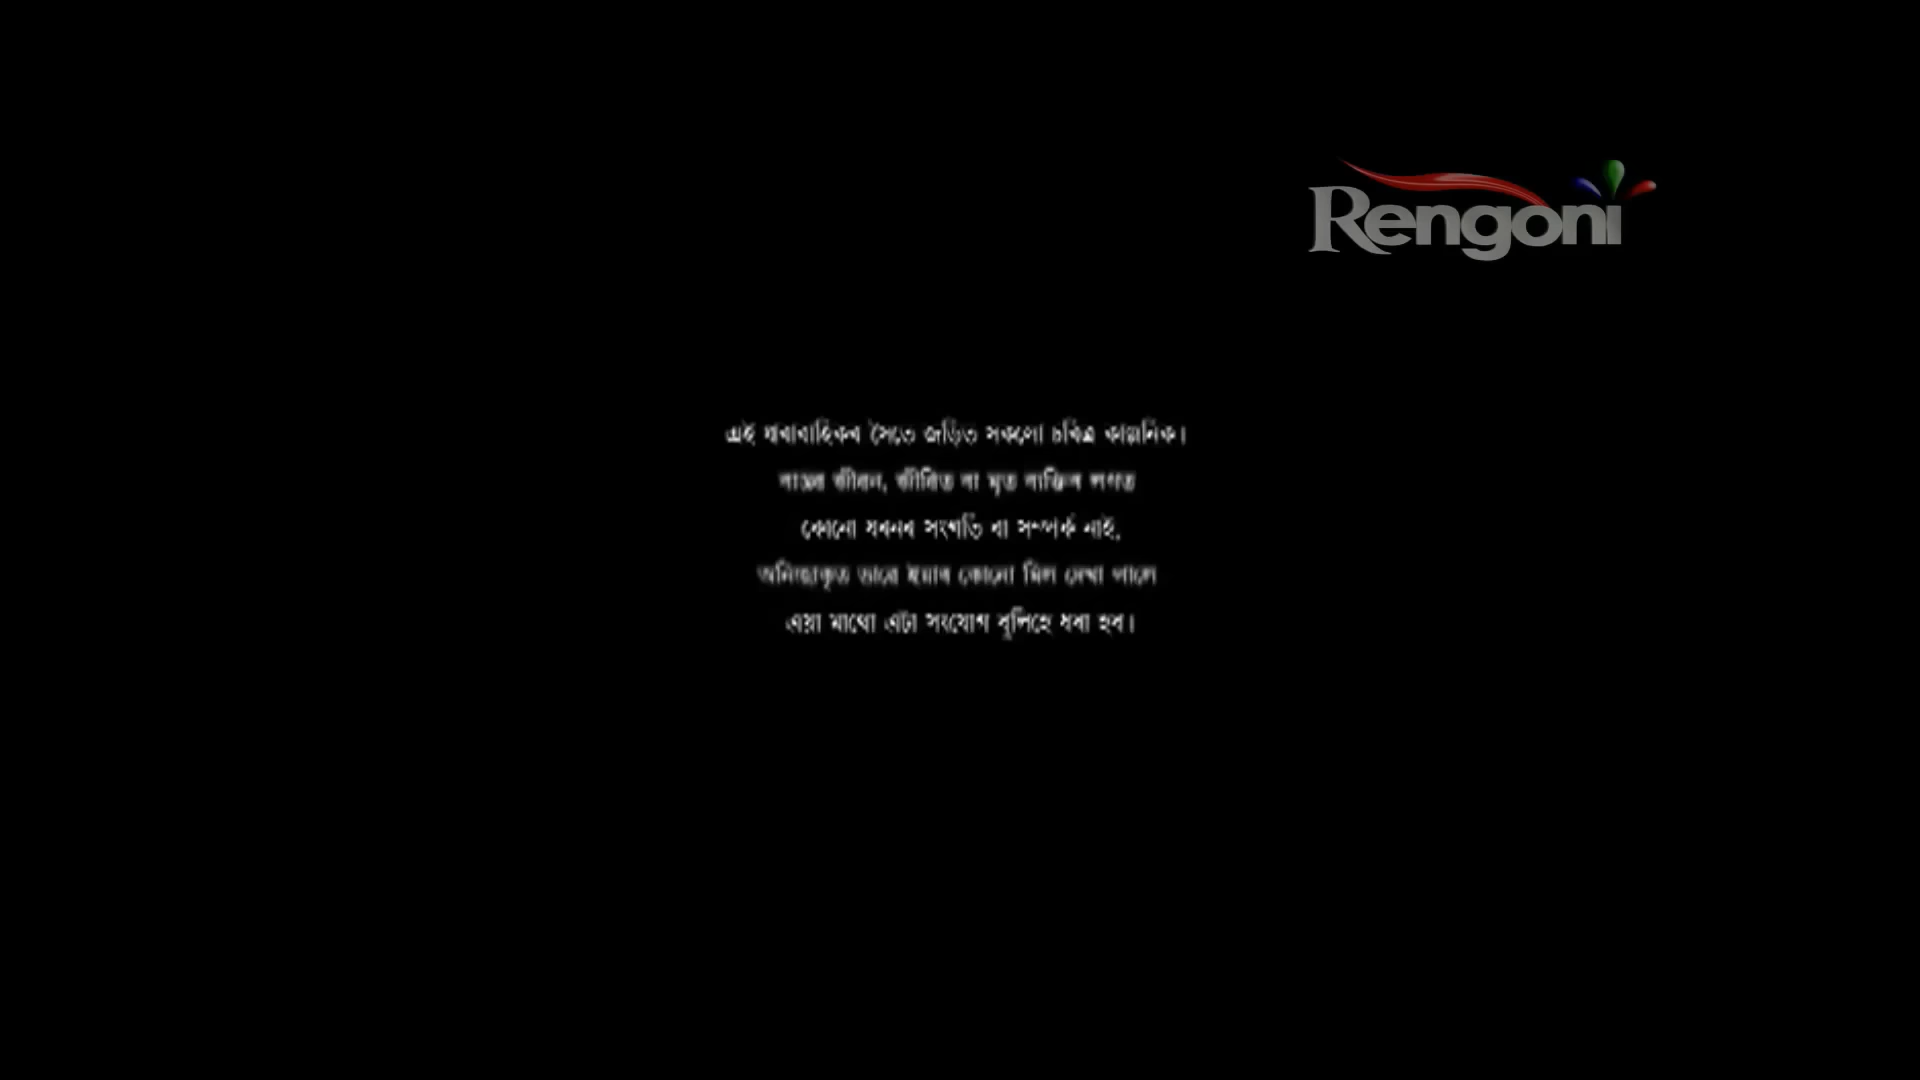 Rengoni
এই ধাৰাবাহিকৰ সৈতে জড়িত সকলো চৰিত্ৰ কাল্পনিক।
বাস্তৱ জীৱন, জীৱিত বা মৃত ব্যক্তিৰ লগত
কোনো ধৰনৰ সংগতি বা সম্পৰ্ক নাই,
অনিচ্ছাকৃত ভাবে ইয়াৰ কোনো মিল দেখা পালে
এয়া মাথো এটা সংযোগ বুলিহে ধৰা হব।